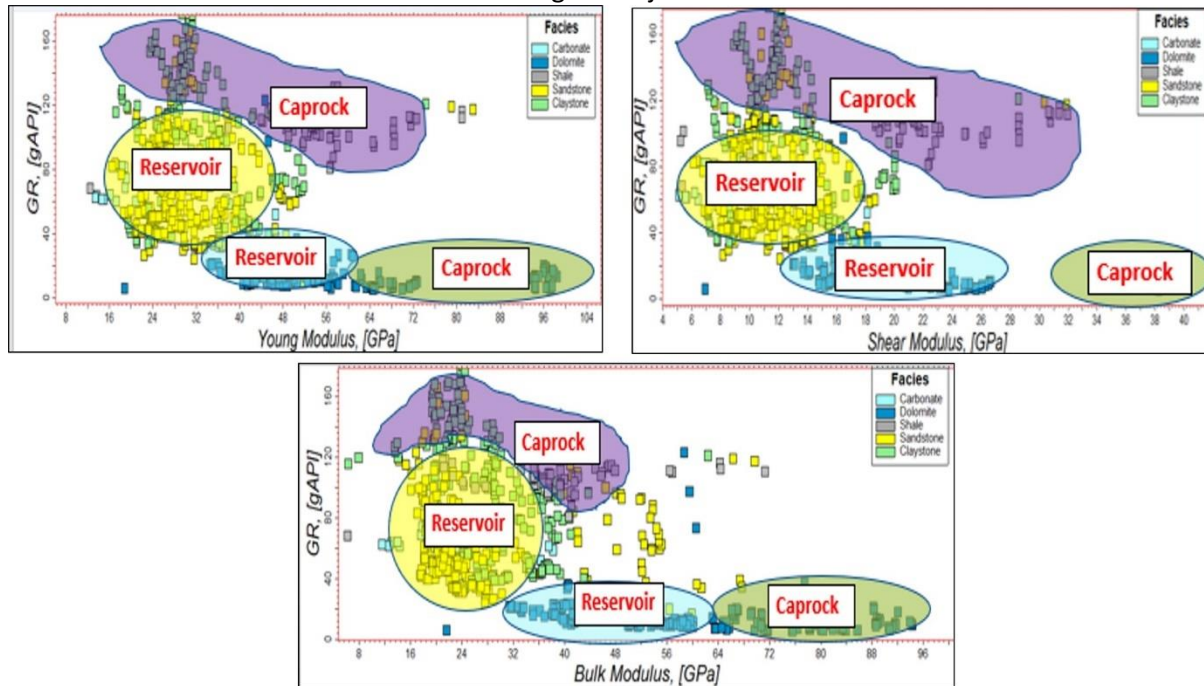 160
120
80
40
0
GR, [gAPI]
Facies
Carbonate
Dolomite
Shale
Sandstone
Claystone
Caprock
Reservoir
Reservoir
Caprock
8 16 24 32 40 48 56 64 72 80 88 96 104
Young Modulus, [GPa]
160
120
80
40
0
GR, [gAPI]
Facies
Carbonate
Dolomite
Shale
Sandstone
Claystone
Caprock
Reservoir
Reservoir
Caprock
4 6 8 10 12 14 16 18 20 22 24 26 28 30 32 34 36 38 40
Shear Modulus, [GPa]
160
120
80
40
0
GR, [gAPI]
Facies
Carbonate
Dolomite
Shale
Sandstone
Claystone
Caprock
Reservoir
Reservoir
Caprock
8 16 24 32 40 48 56 64 72 80 88 96
Bulk Modulus, [GPa]